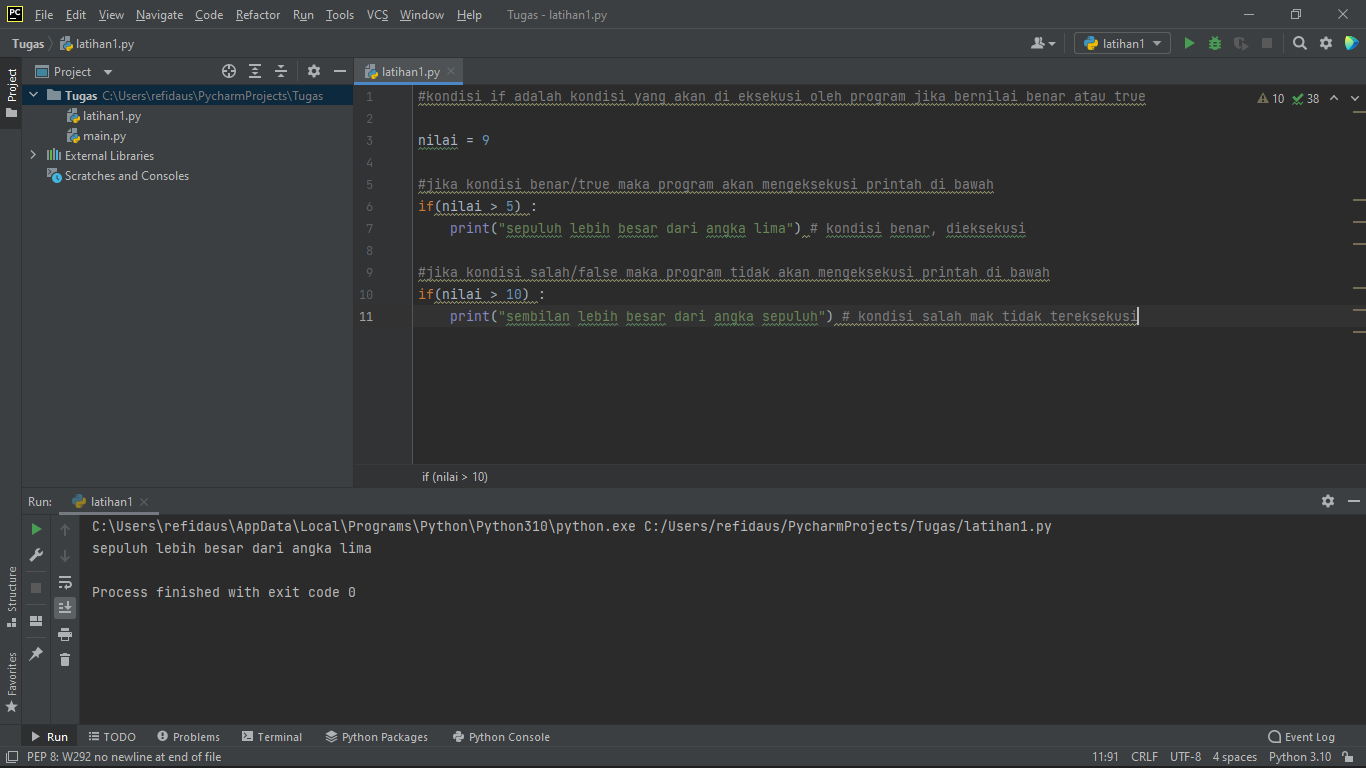 PC File Edit View Navigate Code Refactor Run Tools VCS Window Help Tugas - latihan1.py
Tugas latihan1.py latihan1
Project latihan1.py
Project
Tugas C:\Users\refidaus\PycharmProjects\Tugas
latihan1.py
main.py
External Libraries
Scratches and Consoles
1 #kondisi if adalah kondisi yang akan di eksekusi oleh program jika bernilai benar atau true 10 38
2
3 nilai = 9
4
5 #jika kondisi benar/true maka program akan mengeksekusi printah di bawah
6 if(nilai > 5) :
7     print("sepuluh lebih besar dari angka lima") # kondisi benar, dieksekusi
8
9 #jika kondisi salah/false maka program tidak akan mengeksekusi printah di bawah
10 if(nilai > 10) :
11     print("sembilan lebih besar dari angka sepuluh") # kondisi salah mak tidak tereksekusi
if (nilai > 10)
Run: latihan1
C:\Users\refidaus\AppData\Local\Programs\Python\Python310\python.exe C:/Users/refidaus/PycharmProjects/Tugas/latihan1.py
sepuluh lebih besar dari angka lima
Process finished with exit code 0
Structure
Favorites
Run TODO Problems Terminal Python Packages Python Console Event Log
PEP 8: W292 no newline at end of file 11:91 CRLF UTF-8 4 spaces Python 3.10